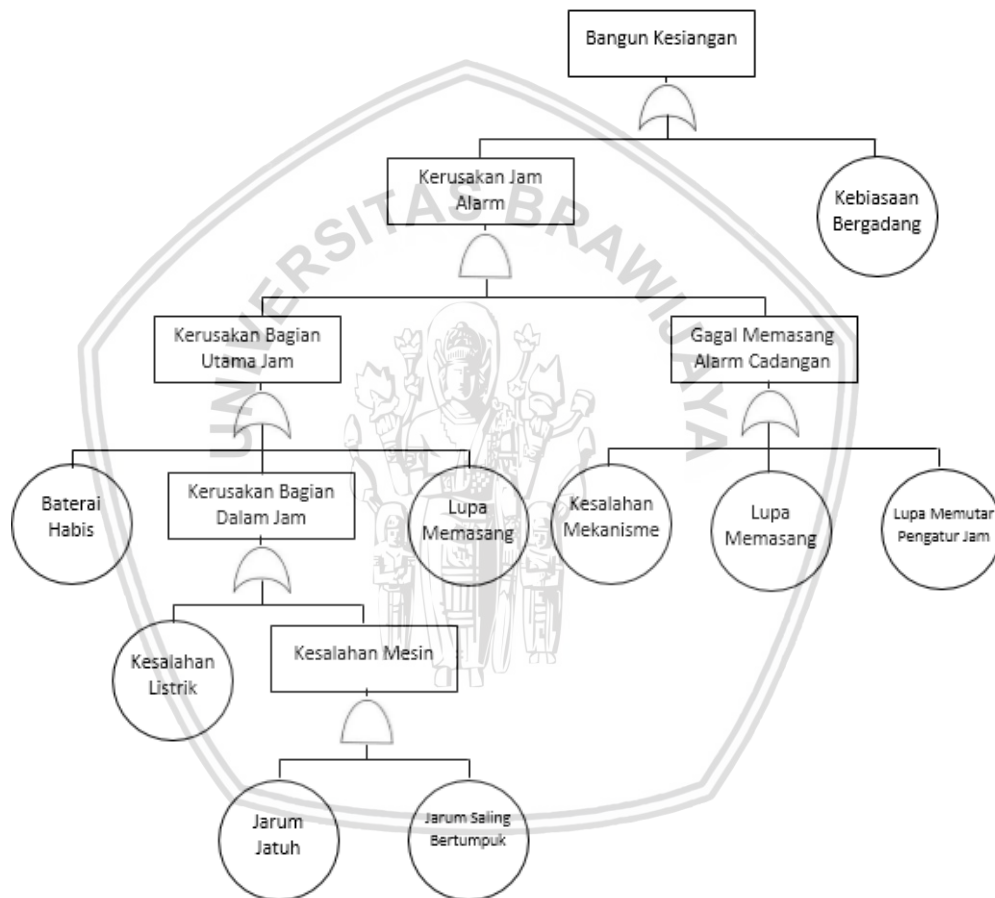 Bangun Kesiangan
Kerusakan Jam
Alarm
Kebiasaan
Bergadang
UNIVERSITAS BRAWIJAYA
Kerusakan Bagian
Utama Jam
Gagal Memasang
Alarm Cadangan
Baterai
Habis
Kerusakan Bagian
Dalam Jam
Lupa
Memasang
Kesalahan
Mekanisme
Lupa
Memasang
Lupa Memutar
Pengatur Jam
Kesalahan
Listrik
Kesalahan Mesin
Jarum
Jatuh
Jarum Saling
Bertumpuk